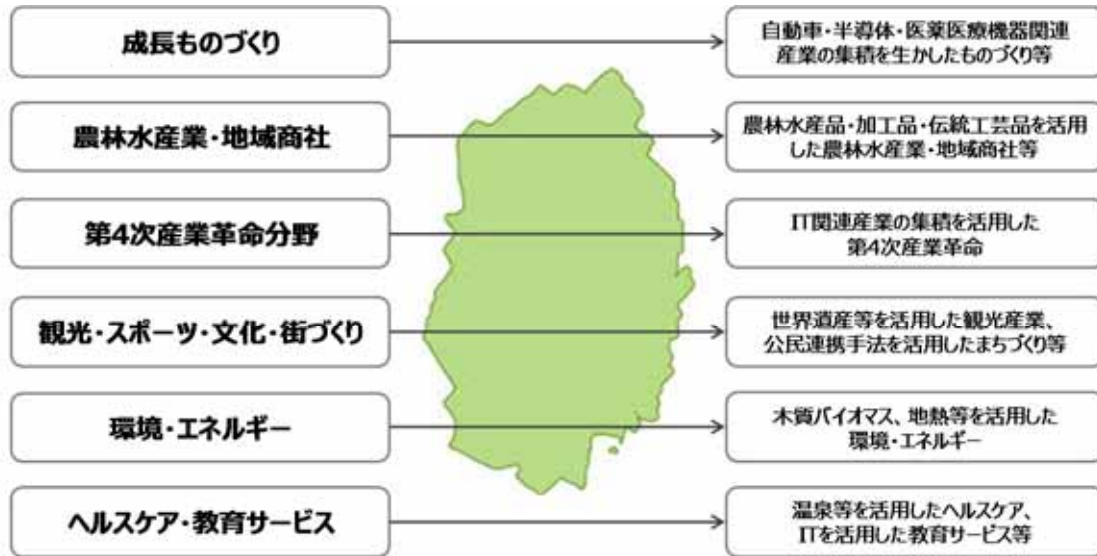 成長ものづくり
自動車・半導体・医薬医療機器関連
産業の集積を生かしたものづくり等
農林水産業・地域商社
農林水産品・加工品・伝統工芸品を活用
した農林水産業・地域商社等
第4次産業革命分野
IT関連産業の集積を活用した
第4次産業革命
観光・スポーツ・文化・街づくり
世界遺産等を活用した観光産業、
公民連携手法を活用したまちづくり等
環境・エネルギー
木質バイオマス、地熱等を活用した
環境・エネルギー
ヘルスケア・教育サービス
温泉等を活用したヘルスケア、
ITを活用した教育サービス等